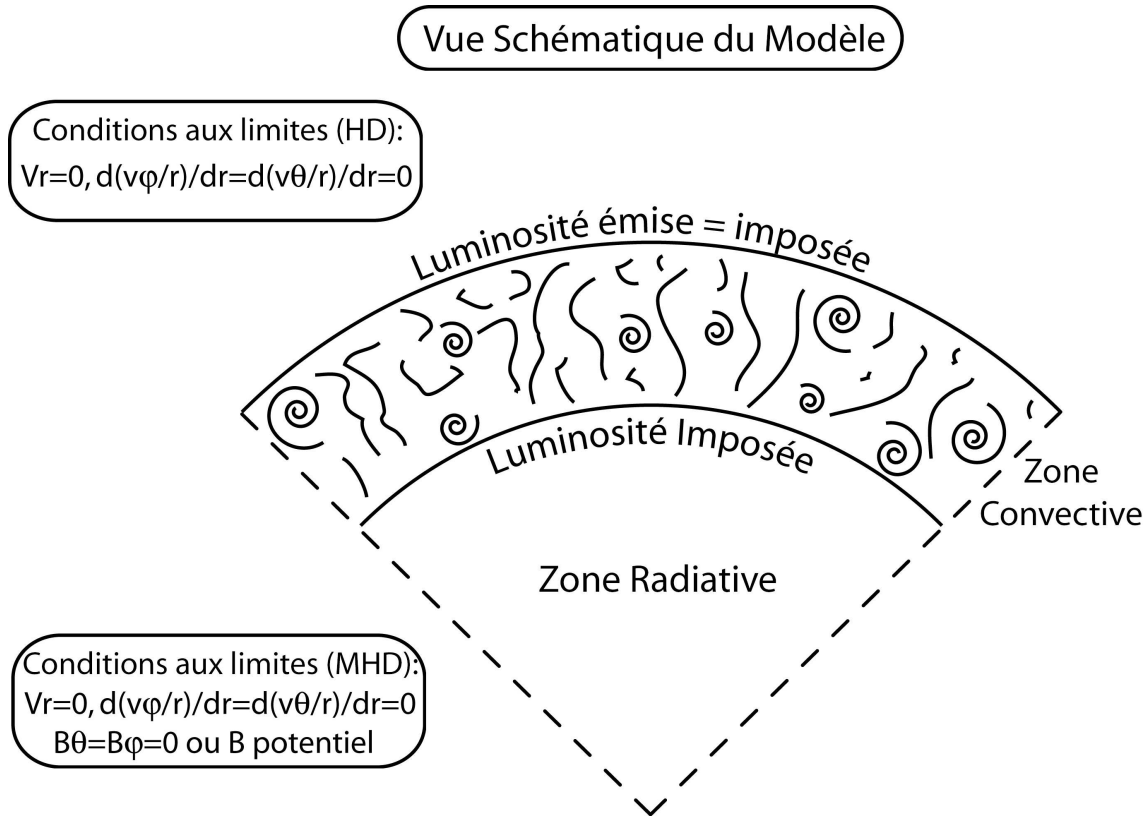 Vue Schématique du Modèle
Conditions aux limites (HD):
Vr=0, d(vφ/r)/dr=d(vθ/r)/dr=0
Luminosité émise = imposée
Luminosité Imposée
Zone
Convective
Zone Radiative
Conditions aux limites (MHD):
Vr=0, d(vφ/r)/dr=d(vθ/r)/dr=0
Bθ=Bφ=0 ou B potentiel